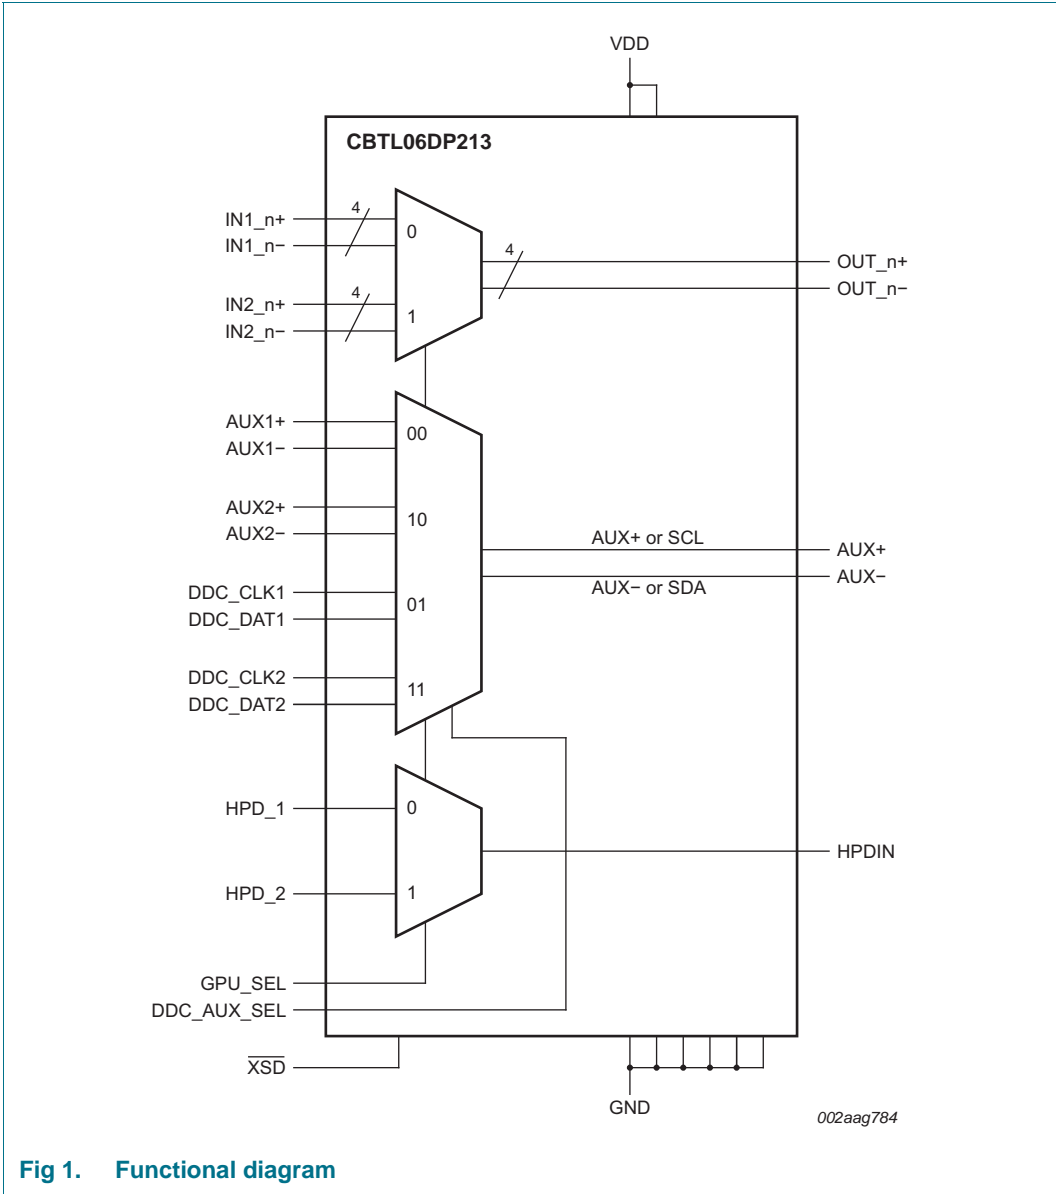 VDD
CBTL06DP213
IN1_n+
4
0
IN1_n−
4
OUT_n+
OUT_n−
IN2_n+
4
1
IN2_n−
AUX1+
00
AUX1−
AUX2+
10
AUX2−
AUX+ or SCL
AUX+
AUX− or SDA
AUX−
DDC_CLK1
01
DDC_DAT1
DDC_CLK2
11
DDC_DAT2
HPD_1
0
HPDIN
HPD_2
1
GPU_SEL
DDC_AUX_SEL
XSD
GND
002aag784
Fig 1. Functional diagram